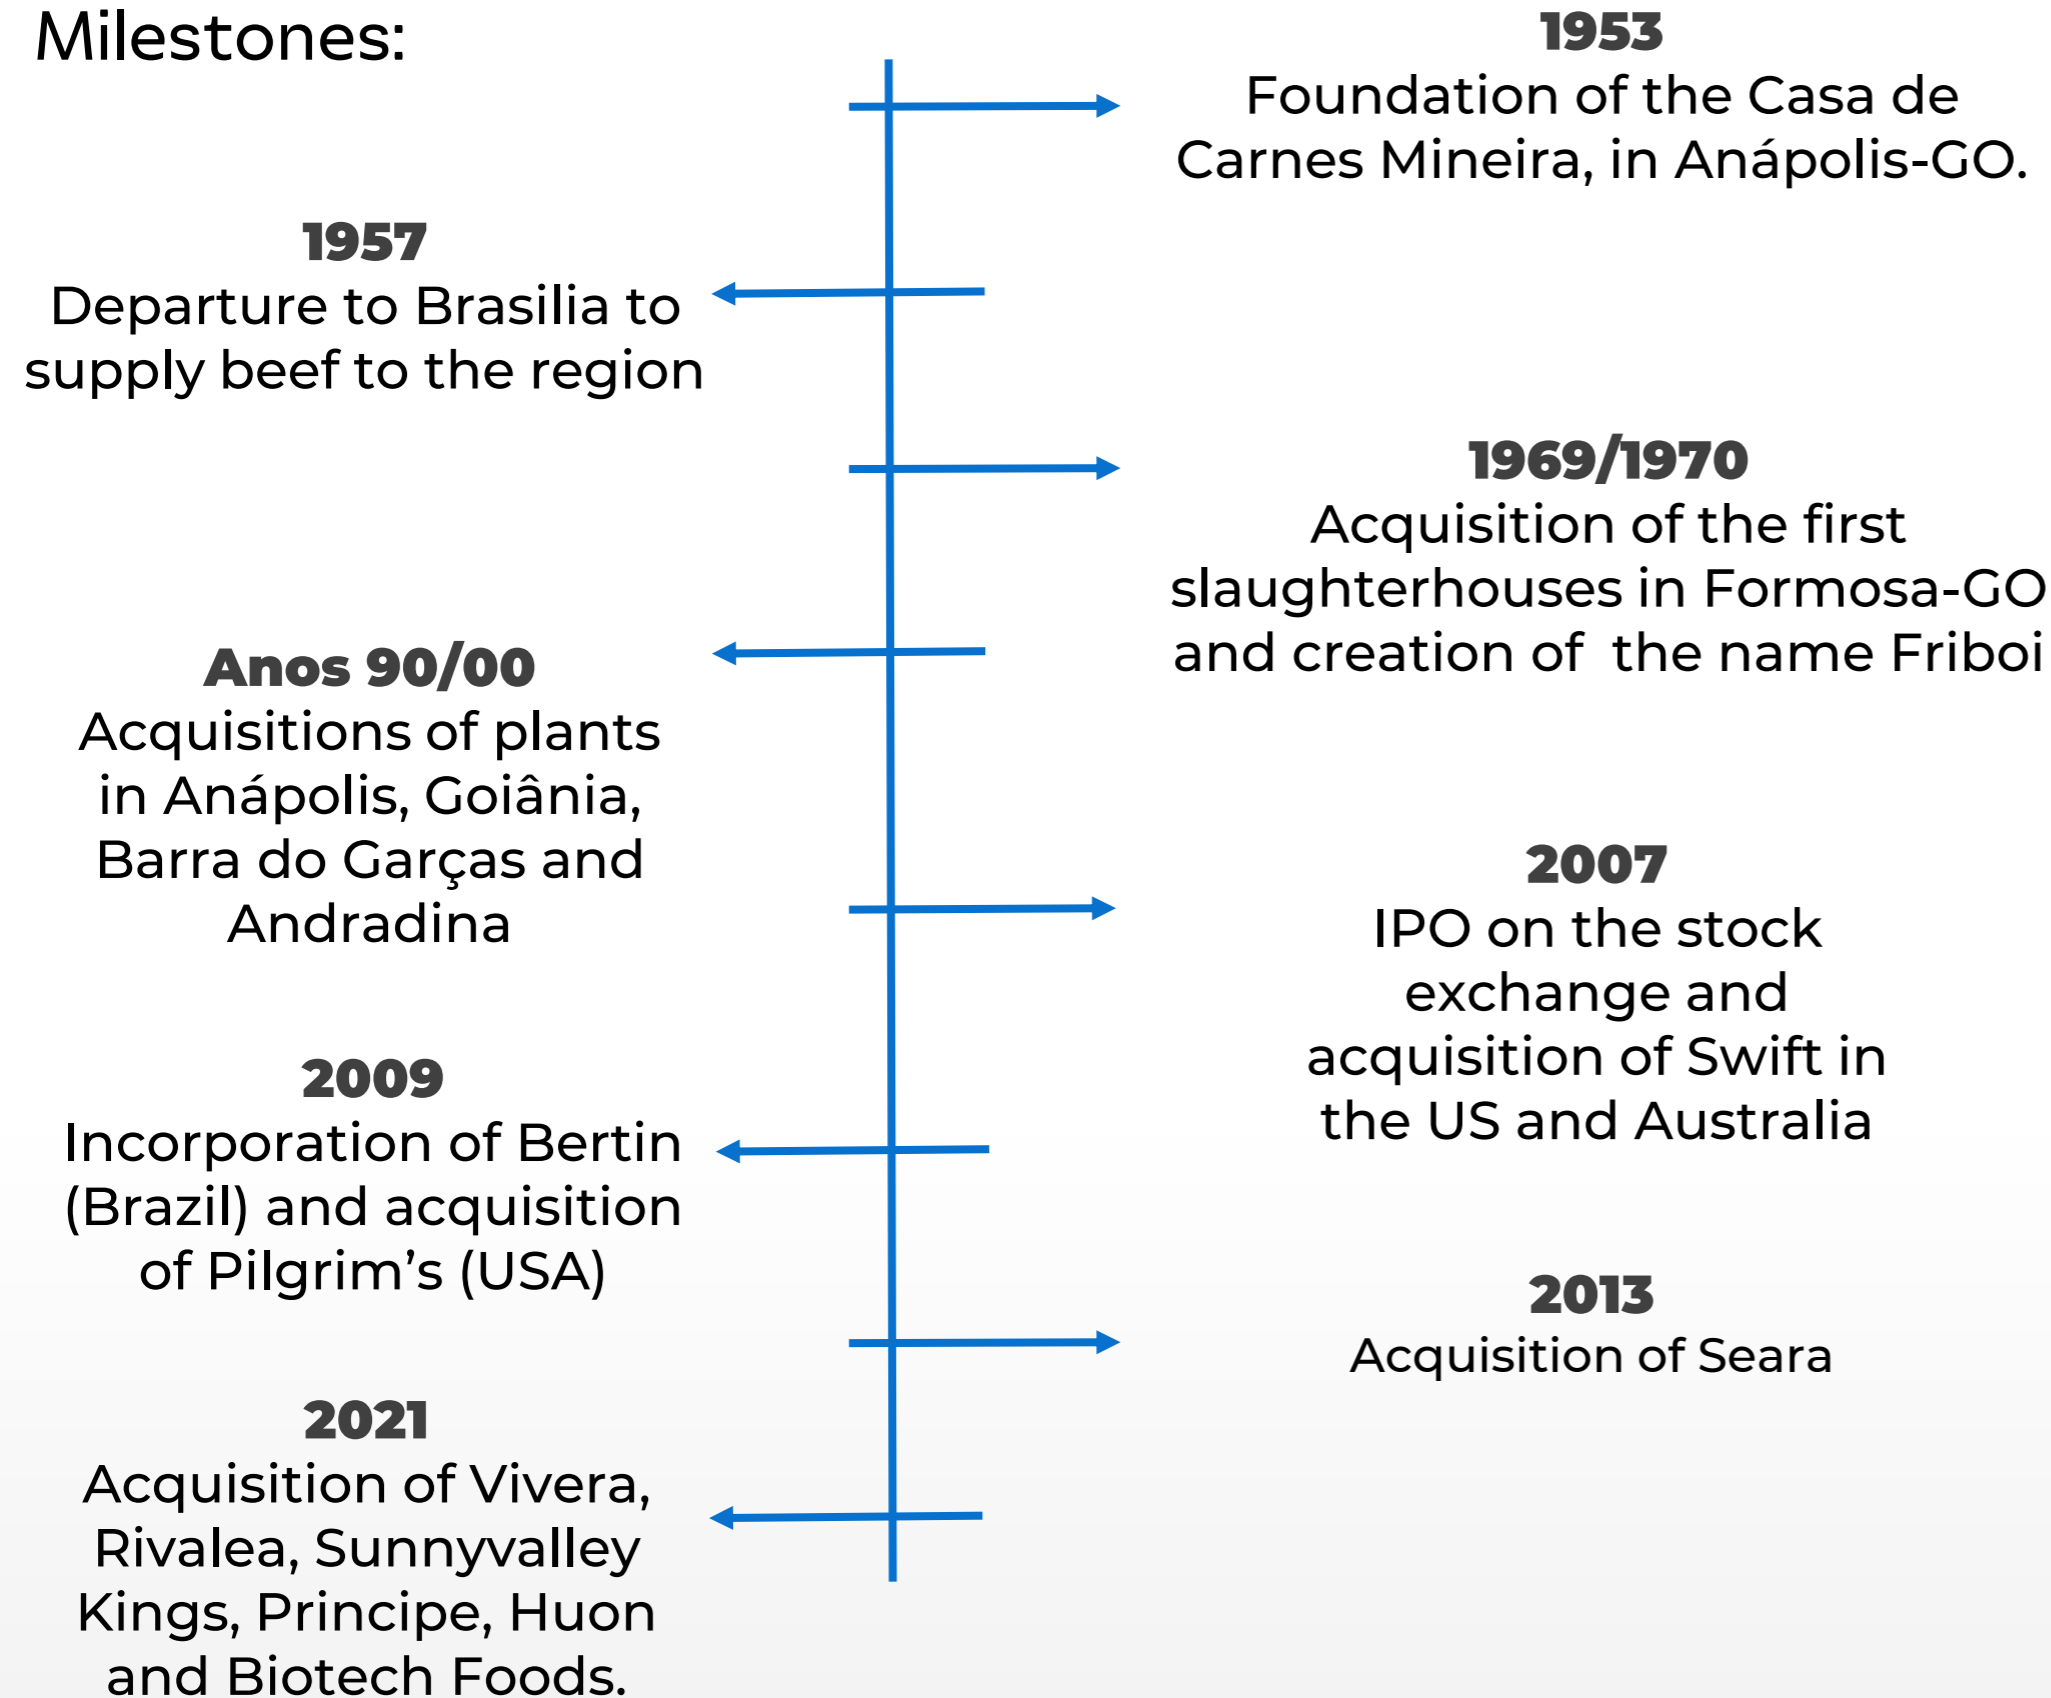 Milestones:
1953
Foundation of the Casa de
Carnes Mineira, in Anápolis-GO.
1957
Departure to Brasilia to
supply beef to the region
1969/1970
Acquisition of the first
slaughterhouses in Formosa-GO
and creation of  the name Friboi
Anos 90/00
Acquisitions of plants
in Anápolis, Goiânia,
Barra do Garças and
Andradina
2007
IPO on the stock
exchange and
acquisition of Swift in
the US and Australia
2009
Incorporation of Bertin
(Brazil) and acquisition
of Pilgrim’s (USA)
2013
Acquisition of Seara
2021
Acquisition of Vivera,
Rivalea, Sunnyvalley
Kings, Principe, Huon
and Biotech Foods.